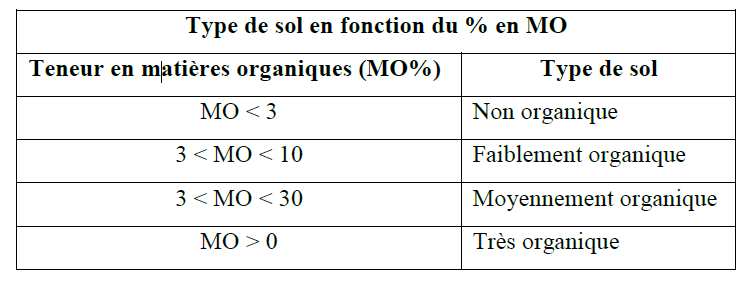 Type de sol en fonction du % en MO
Teneur en matières organiques (MO%) Type de sol
MO < 3 Non organique
3 < MO < 10 Faiblement organique
3 < MO < 30 Moyennement organique
MO > 0 Très organique